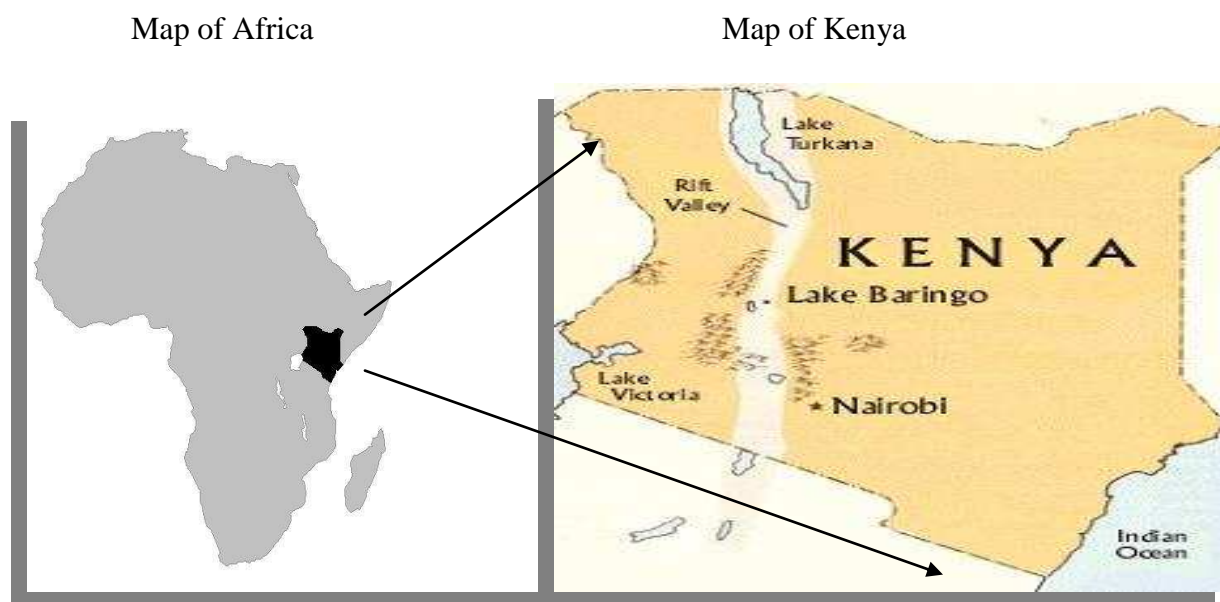 Map of Africa
Map of Kenya
Lake
Turkana
Rift
Valley
KENYA
Lake Baringo
Lake
Victoria
Nairobi
Indian
Ocean